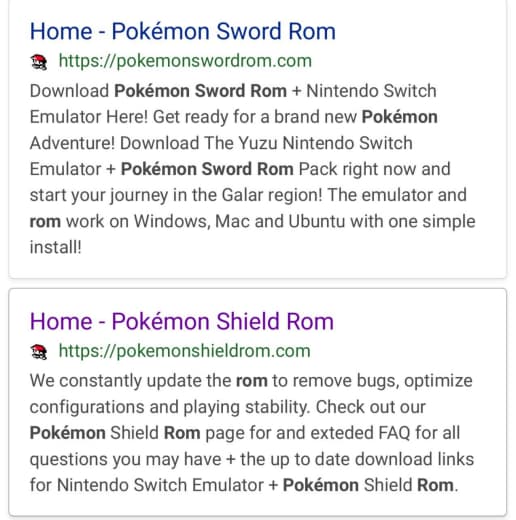 Home - Pokémon Sword Rom
https://pokemonswordrom.com
Download Pokémon Sword Rom + Nintendo Switch
Emulator Here! Get ready for a brand new Pokémon
Adventure! Download The Yuzu Nintendo Switch
Emulator + Pokémon Sword Rom Pack right now and
start your journey in the Galar region! The emulator and
rom work on Windows, Mac and Ubuntu with one simple
install!
Home - Pokémon Shield Rom
https://pokemonshieldrom.com
We constantly update the rom to remove bugs, optimize
configurations and playing stability. Check out our
Pokémon Shield Rom page for and exteded FAQ for all
questions you may have + the up to date download links
for Nintendo Switch Emulator + Pokémon Shield Rom.